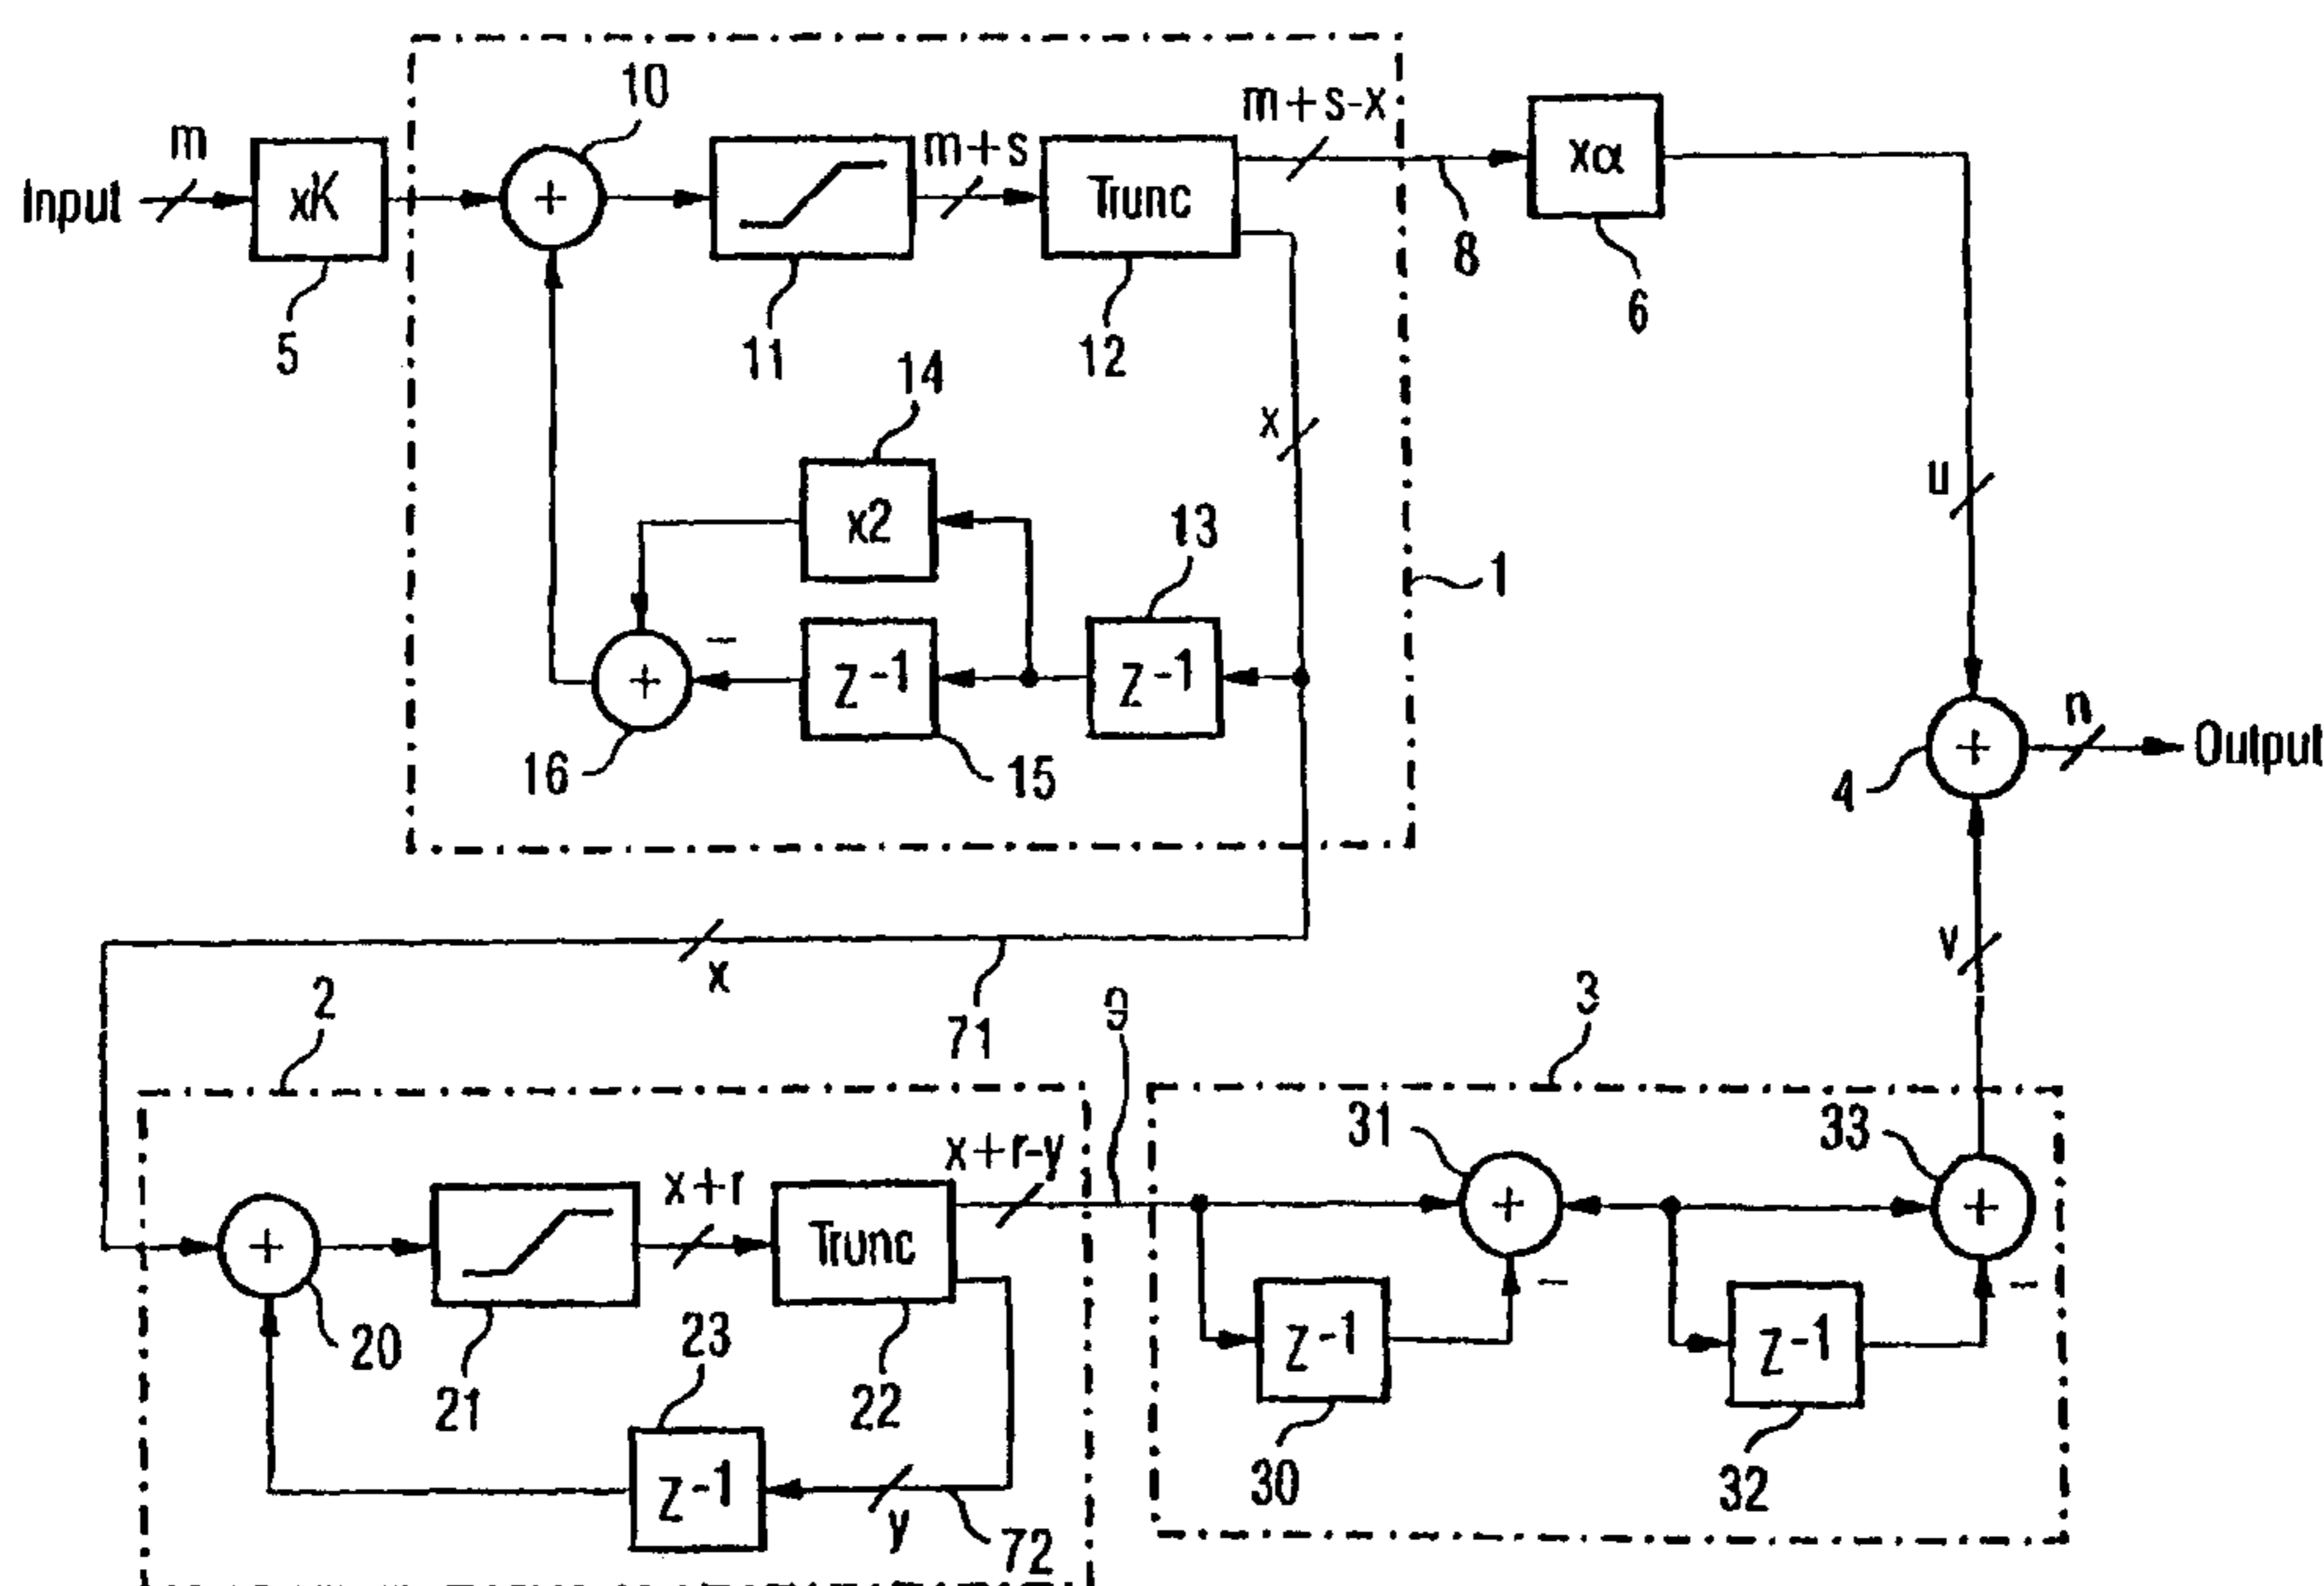 10
m+s-x
m
m+s
Input
xK
+
Trunc
xα
5
11
12
8
6
14
x
u
x2
13
1
−
+
z-1
z-1
16
15
n
+
Output
4
v
x
71
9
3
2
31
33
x+r-y
x+r
+
Trunc
+
+
−
−
20
21
23
22
z-1
z-1
z-1
30
32
y
72